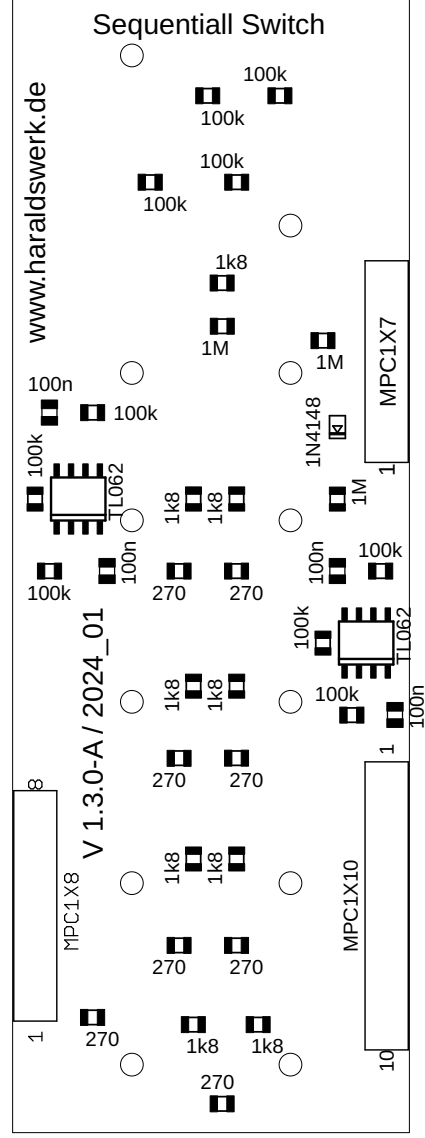 Sequentiall Switch
100k
100k
www.haraldswerk.de
100k
100k
1k8
1M
1M
MPC1X7
1
100n
100k
1N4148
100k
TL062
1k8
1k8
1M
100k
100n
270
270
100n
100k
100k
TL062
V 1.3.0-A / 2024_01
1k8
1k8
100k
100n
1
270
270
8
MPC1X8
1
1k8
1k8
MPC1X10
10
270
270
270
1k8
1k8
270